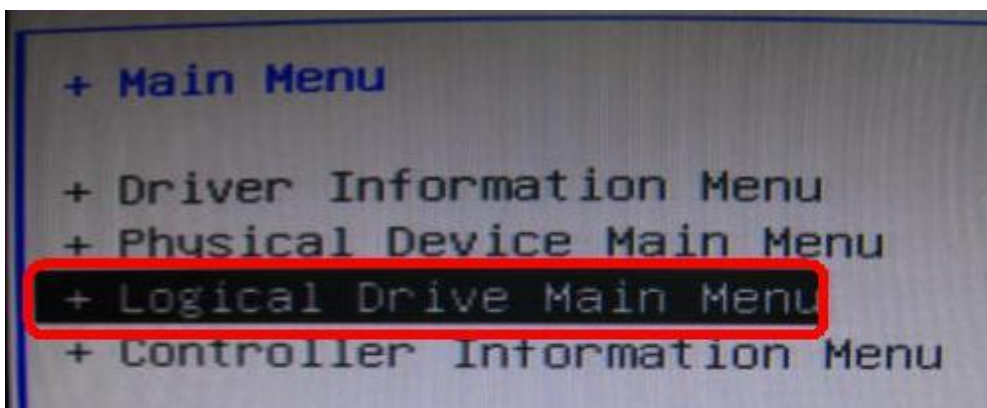 + Main Menu
+ Driver Information Menu
+ Physical Device Main Menu
+ Logical Drive Main Menu
+ Controller Information Menu